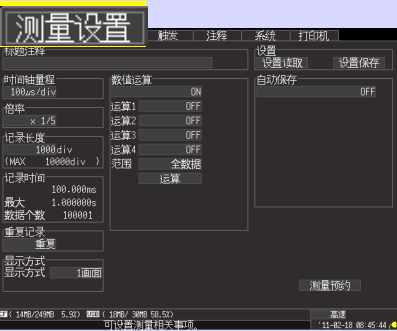 测量设置 触发 注释 系统 打印机
标题注释
设置
设置读取 设置保存
时间轴量程
100us/div
倍率
x 1/5
记录长度
1000div
(MAX 10000div )
记录时间
100.000ms
最大 1.000000s
数据个数 100001
重复记录
重复
显示方式
显示方式 1画面
数值运算
ON
运算1 OFF
运算2 OFF
运算3 OFF
运算4 OFF
范围 全数据
运算
自动保存
OFF
测量预约
CF( 14MB/249MB 5.9%) USB( 18MB/ 30MB 58.5%)
高速
可设置测量相关事项。
'11-02-18 08:45:44